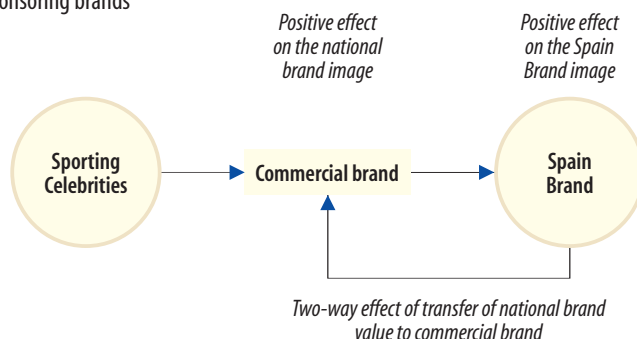 brands
Positive effect
on the national
brand image
Positive effect
on the Spain
Brand image
Sporting
Celebrities
Commercial brand
Spain
Brand
Two-way effect of transfer of national brand
value to commercial brand